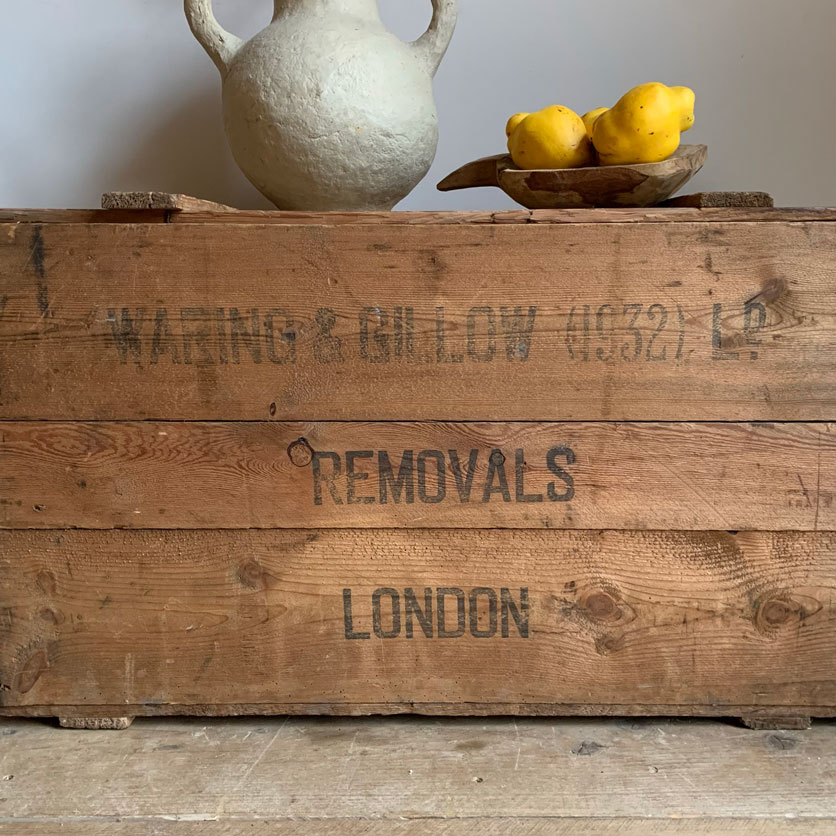 WARING & GILLOW (1932) LD
REMOVALS
LONDON